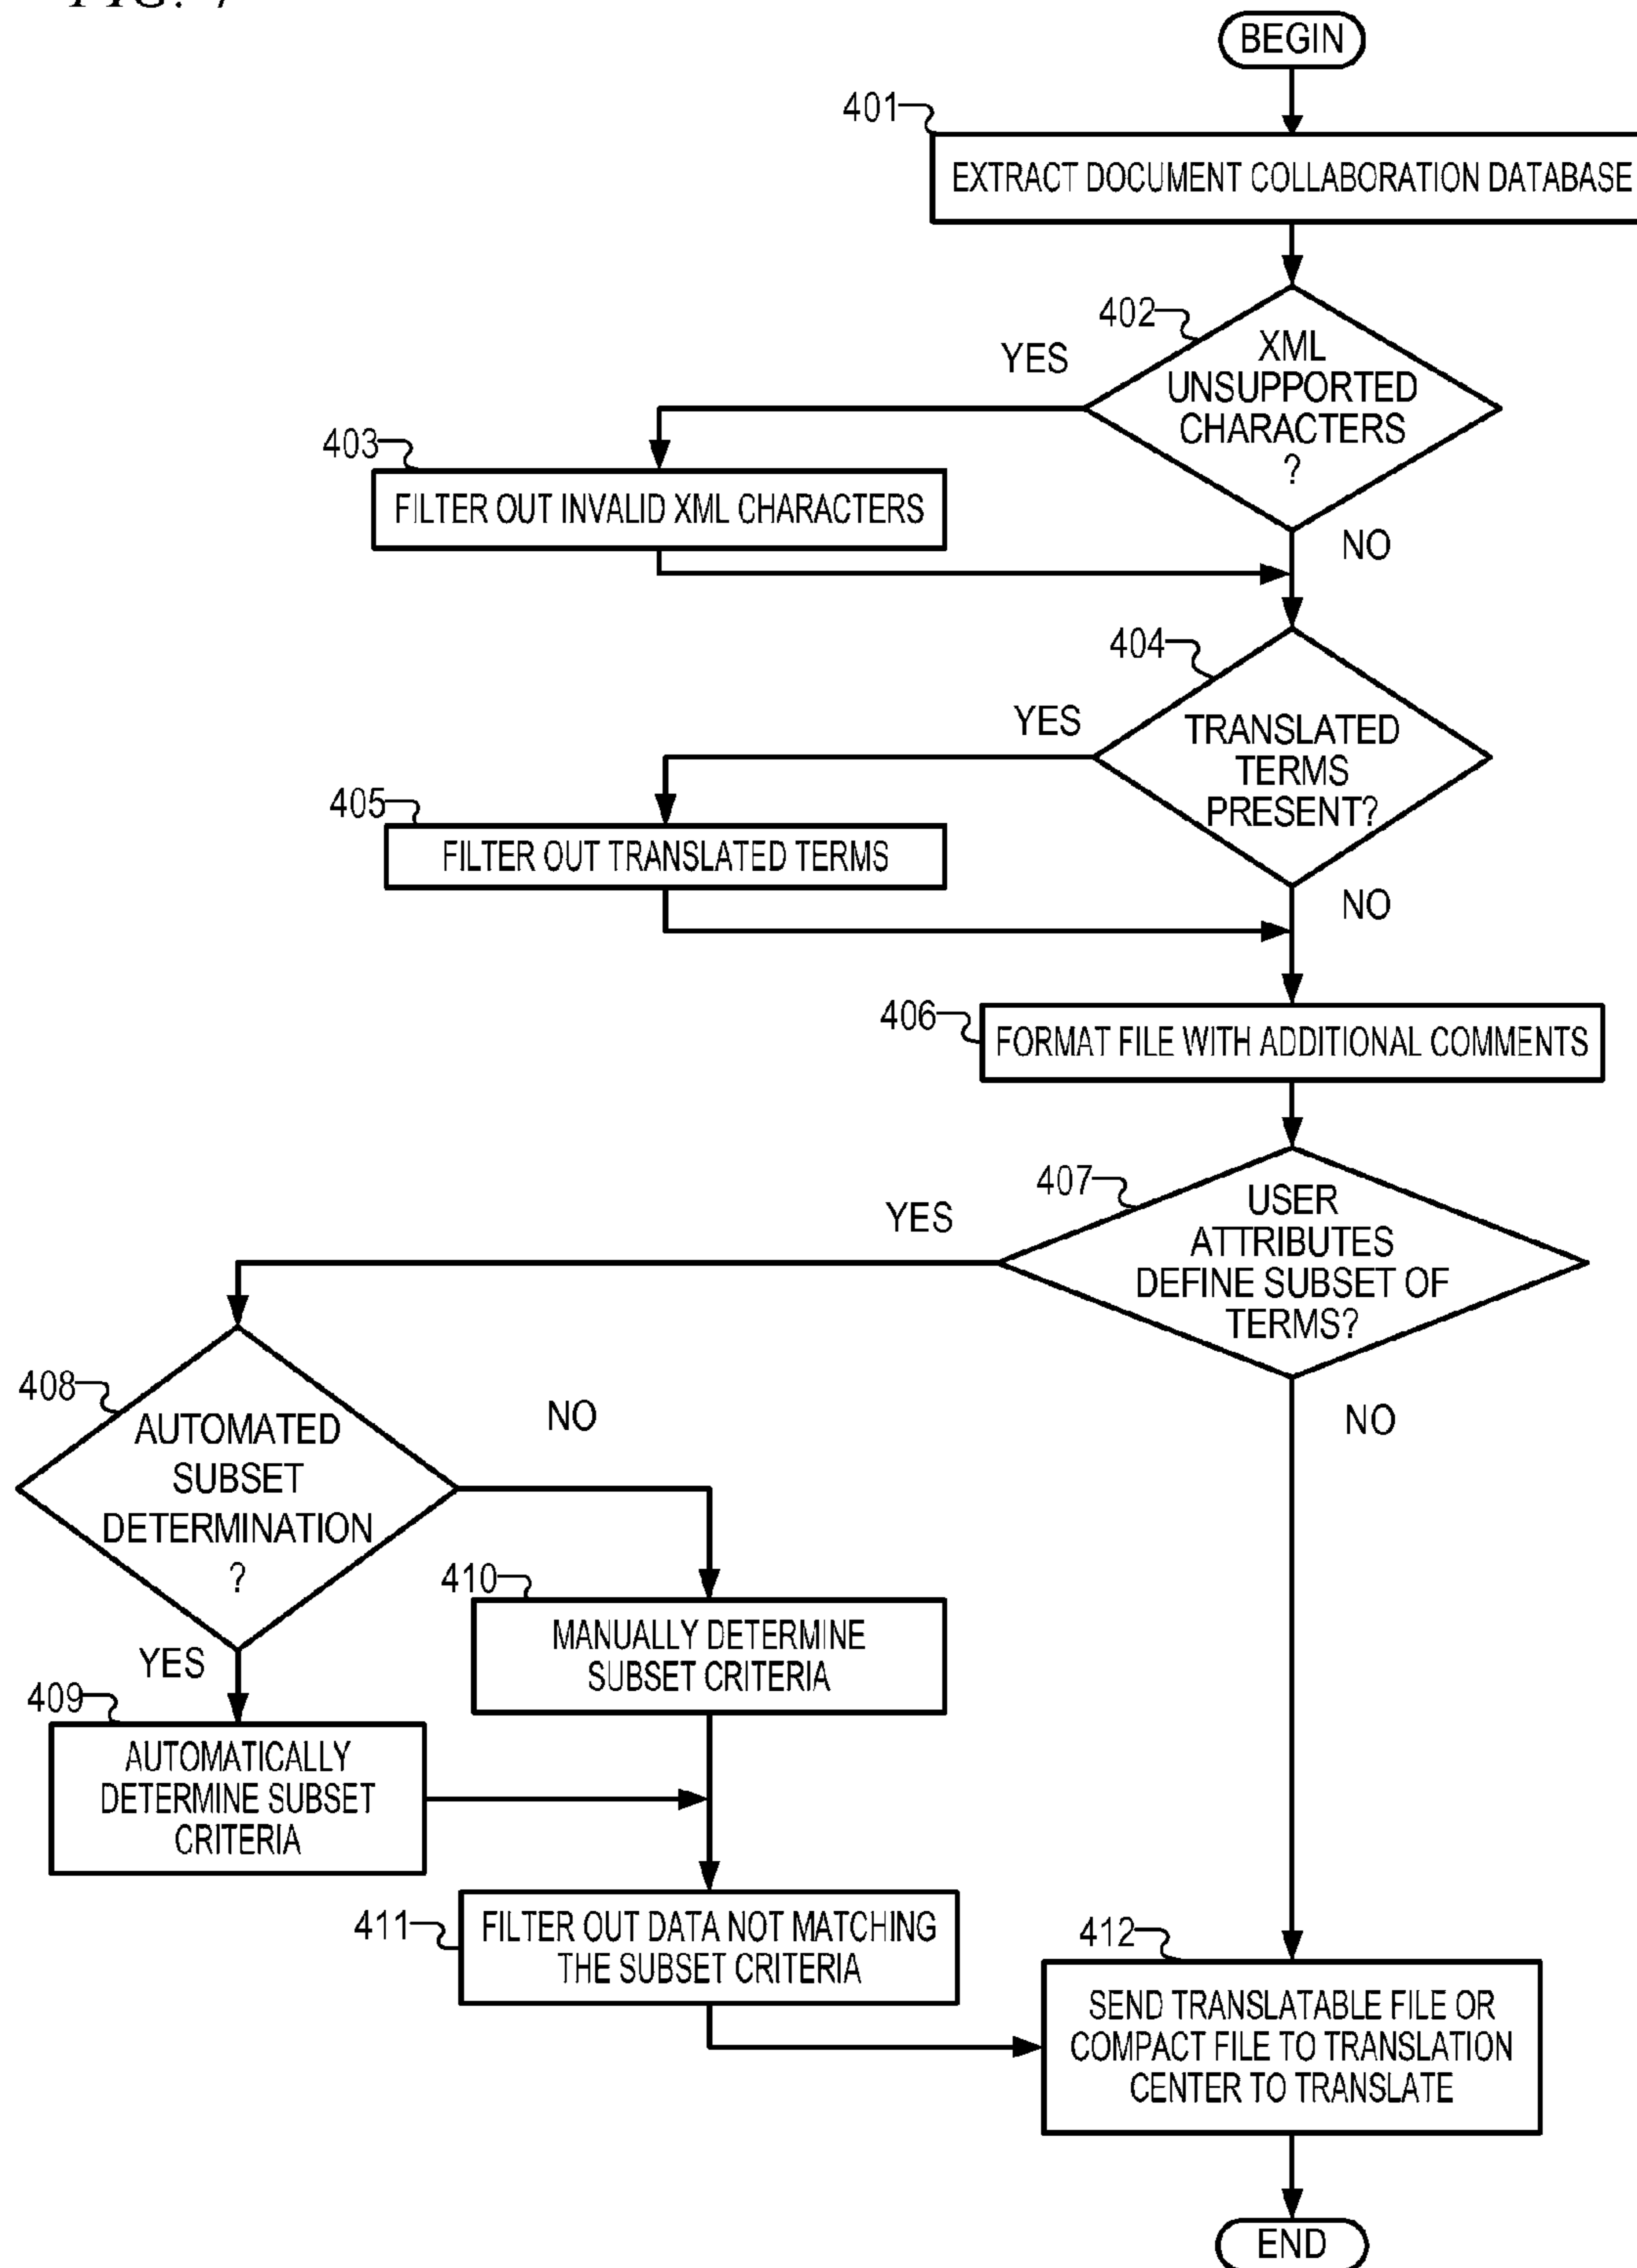 BEGIN
401
EXTRACT DOCUMENT COLLABORATION DATABASE
402
XML
UNSUPPORTED
CHARACTERS
?
YES
NO
403
FILTER OUT INVALID XML CHARACTERS
404
TRANSLATED
TERMS
PRESENT?
YES
NO
405
FILTER OUT TRANSLATED TERMS
406
FORMAT FILE WITH ADDITIONAL COMMENTS
407
USER
ATTRIBUTES
DEFINE SUBSET OF
TERMS?
YES
NO
408
AUTOMATED
SUBSET
DETERMINATION
?
NO
YES
410
MANUALLY DETERMINE
SUBSET CRITERIA
409
AUTOMATICALLY
DETERMINE SUBSET
CRITERIA
411
FILTER OUT DATA NOT MATCHING
THE SUBSET CRITERIA
412
SEND TRANSLATABLE FILE OR
COMPACT FILE TO TRANSLATION
CENTER TO TRANSLATE
END